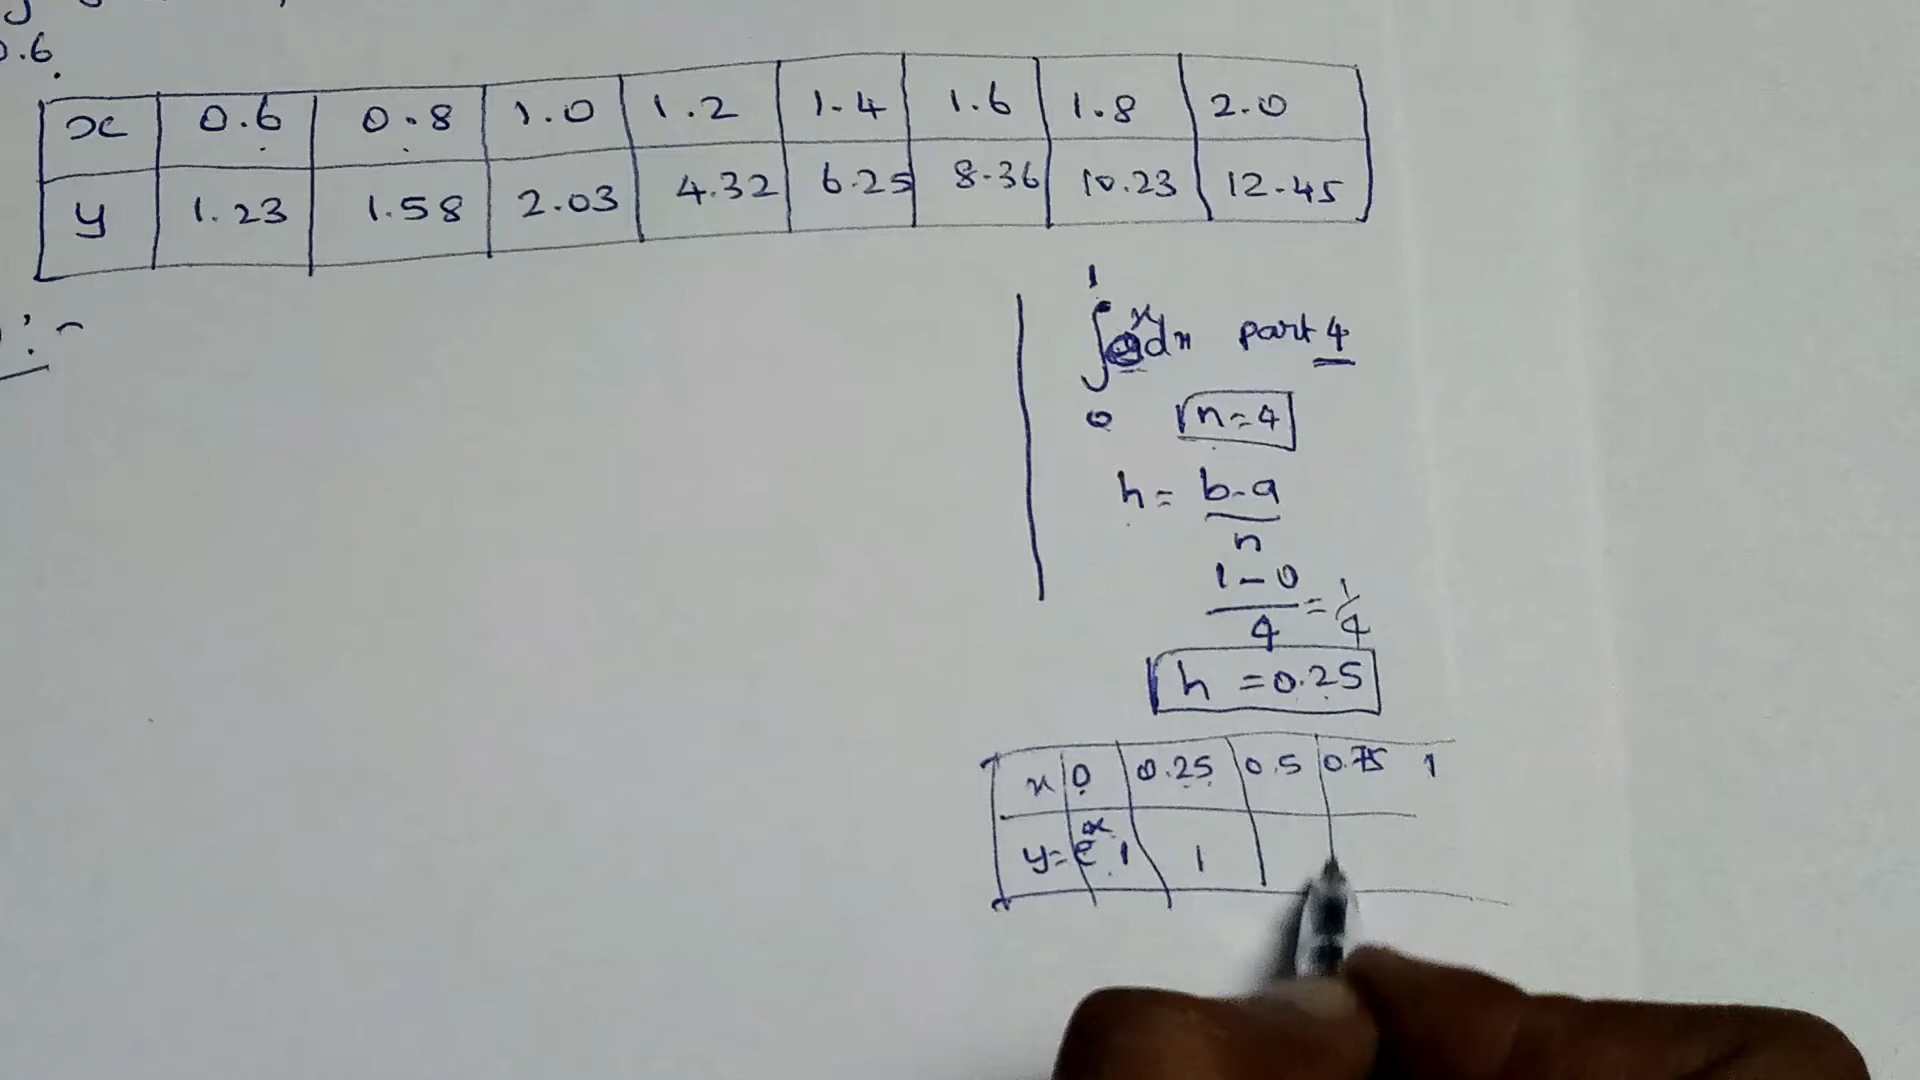 0.6
x 0.6 0.8 1.0 1.2 1.4 1.6 1.8 2.0
y 1.23 1.58 2.03 4.32 6.25 8.36 10.23 12.45
1
∫ e^x dx part 4
0
n=4
h = b-a
n
1-0
4 = 1/4
h = 0.25
x 0 0.25 0.5 0.75 1
y=e^x 1 1